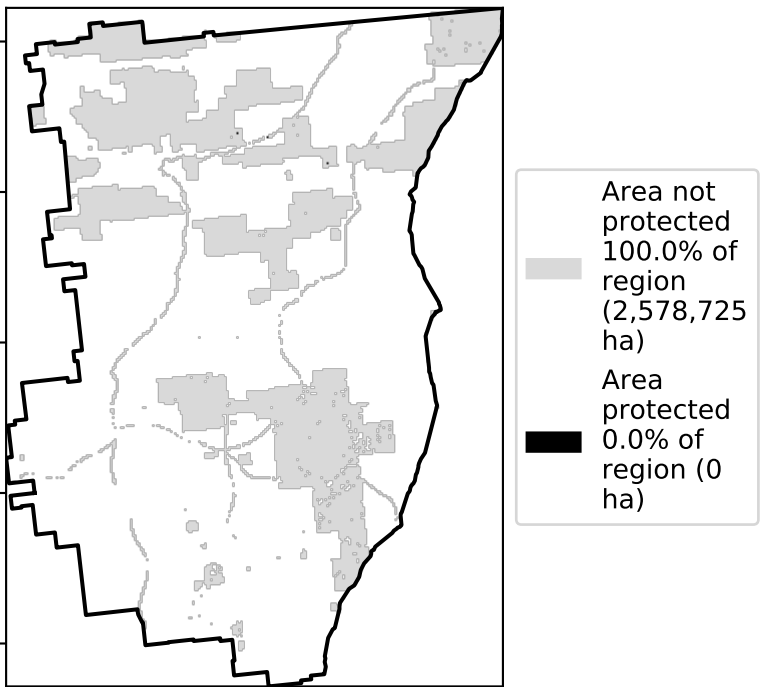 Area not
protected
100.0% of
region
(2,578,725
ha)
Area
protected
0.0% of
region (0
ha)